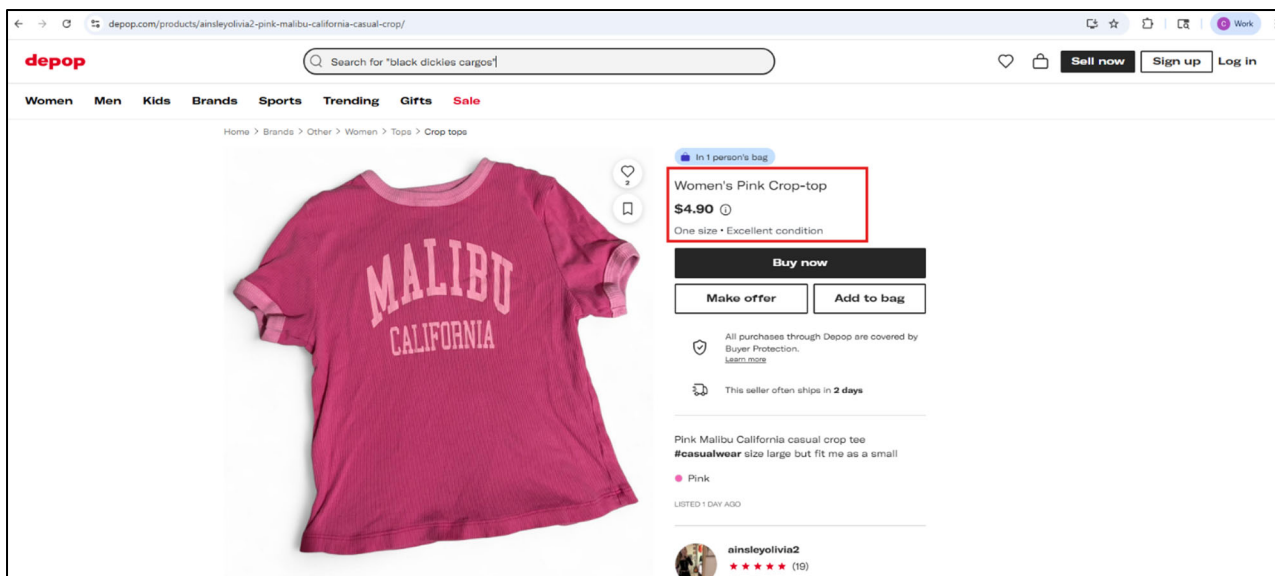 depop.com/products/ainsleyolivia2-pink-malibu-california-casual-crop/
C Work
depop
Search for "black dickies cargos"
Sell now
Sign up
Log in
Women Men Kids Brands Sports Trending Gifts Sale
Home > Brands > Other > Women > Tops > Crop tops
MALIBU
CALIFORNIA
2
In 1 person's bag
Women's Pink Crop-top
$4.90
One size • Excellent condition
Buy now
Make offer
Add to bag
All purchases through Depop are covered by
Buyer Protection.
Learn more
This seller often ships in 2 days
Pink Malibu California casual crop tee
#casualwear size large but fit me as a small
Pink
LISTED 1 DAY AGO
ainsleyolivia2
★★★★★ (19)